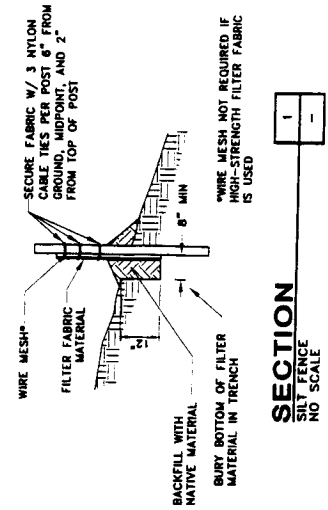 SECURE FABRIC W/ 3 NYLON
CABLE TIES PER POST 6" FROM
GROUND, MIDPOINT, AND 2"
FROM TOP OF POST
WIRE MESH*
FILTER FABRIC
MATERIAL
*WIRE MESH NOT REQUIRED IF
HIGH-STRENGTH FILTER FABRIC
IS USED
8" MIN
12"
BACKFILL WITH
NATIVE MATERIAL
BURY BOTTOM OF FILTER
MATERIAL IN TRENCH
SECTION
SILT FENCE
NO SCALE
1
-